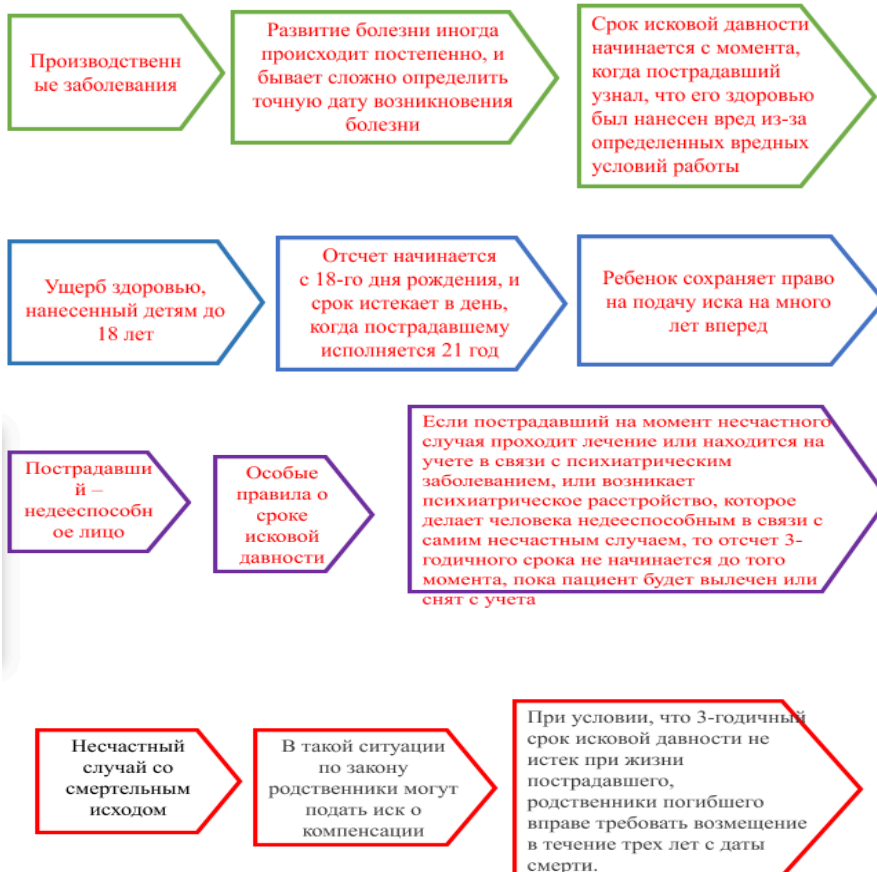 Производственн
ые заболевания
Развитие болезни иногда
происходит постепенно, и
бывает сложно определить
точную дату возникновения
болезни
Срок исковой давности
начинается с момента,
когда пострадавший
узнал, что его здоровью
был нанесен вред из-за
определенных вредных
условий работы
Ущерб здоровью,
нанесенный детям до
18 лет
Отсчет начинается
с 18-го дня рождения, и
срок истекает в день,
когда пострадавшему
исполняется 21 год
Ребенок сохраняет право
на подачу иска на много
лет вперед
Пострадавши
й –
недееспособн
ое лицо
Особые
правила о
сроке
исковой
давности
Если пострадавший на момент несчастного
случая проходит лечение или находится на
учете в связи с психиатрическим
заболеванием, или возникает
психиатрическое расстройство, которое
делает человека недееспособным в связи с
самим несчастным случаем, то отсчет 3-
годичного срока не начинается до того
момента, пока пациент будет вылечен или
снят с учета
Несчастный
случай со
смертельным
исходом
В такой ситуации
по закону
родственники могут
подать иск о
компенсации
При условии, что 3-годичный
срок исковой давности не
истек при жизни
пострадавшего,
родственники погибшего
вправе требовать возмещение
в течение трех лет с даты
смерти.